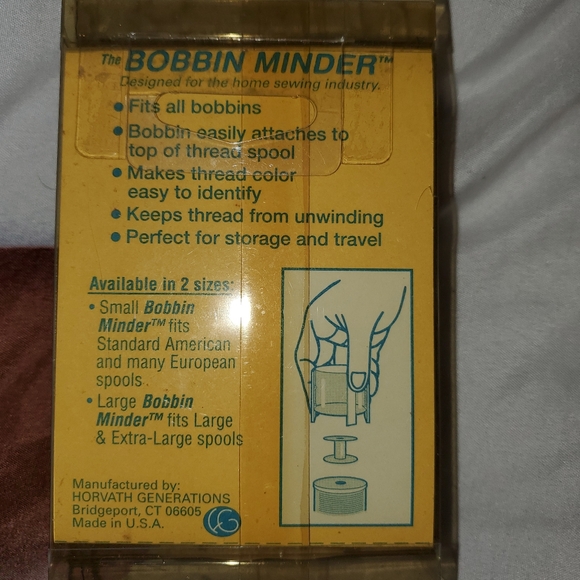 The BOBBIN MINDER™
Designed for the home sewing industry.
• Fits all bobbins
• Bobbin easily attaches to
top of thread spool
• Makes thread color
easy to identify
• Keeps thread from unwinding
• Perfect for storage and travel
Available in 2 sizes:
• Small Bobbin
Minder™ fits
Standard American
and many European
spools.
• Large Bobbin
Minder™ fits Large
& Extra-Large spools
Manufactured by:
HORVATH GENERATIONS
Bridgeport, CT 06605
Made in U.S.A.